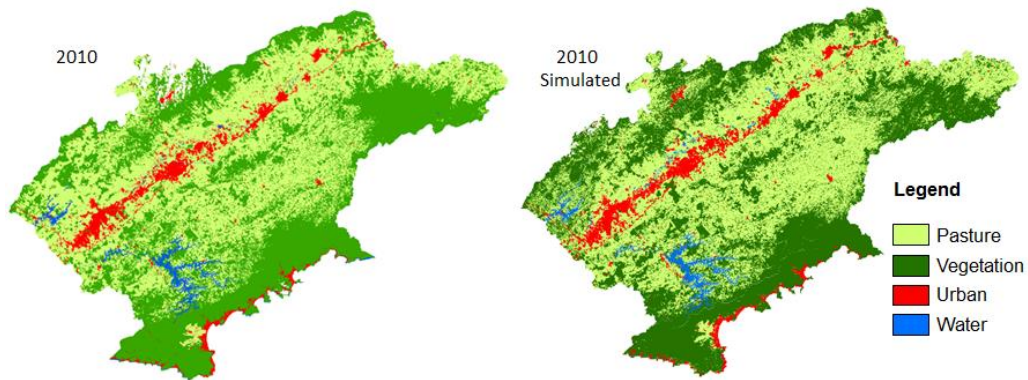 2010
2010
Simulated
Legend
Pasture
Vegetation
Urban
Water